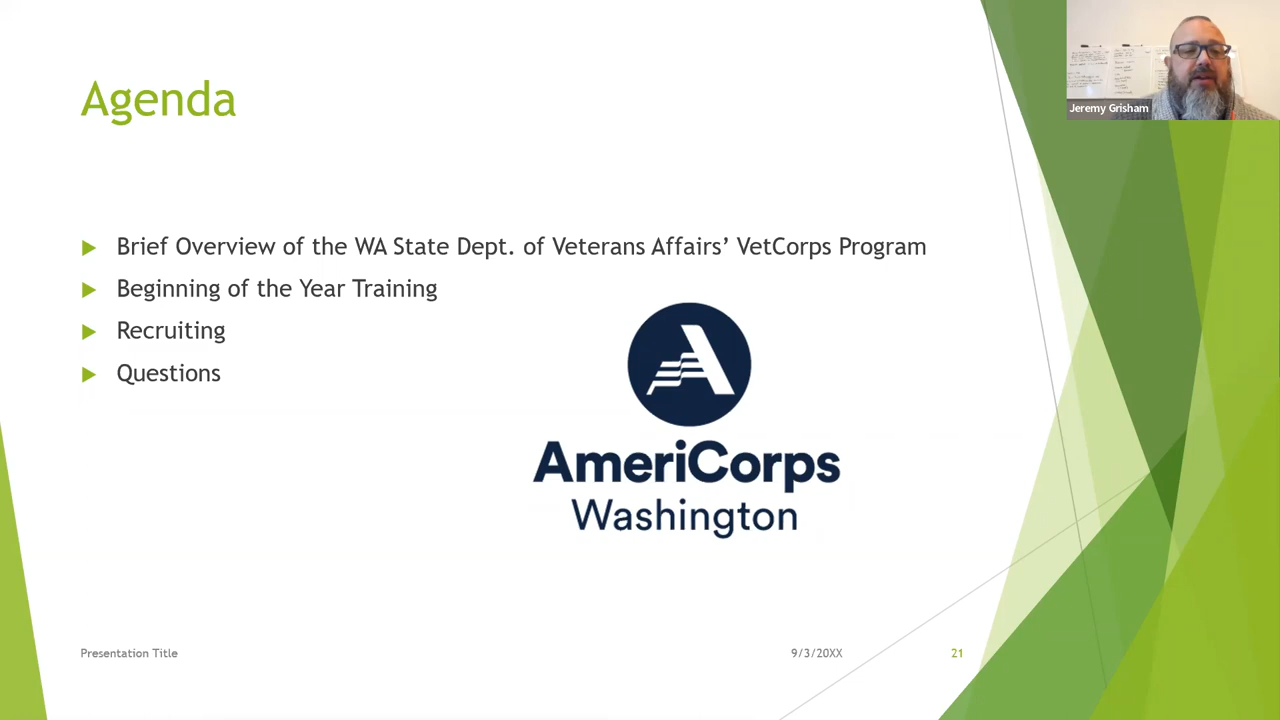 Agenda
Brief Overview of the WA State Dept. of Veterans Affairs’ VetCorps Program
Beginning of the Year Training
Recruiting
Questions
AmeriCorps
Washington
Presentation Title
9/3/20XX
21
Jeremy Grisham